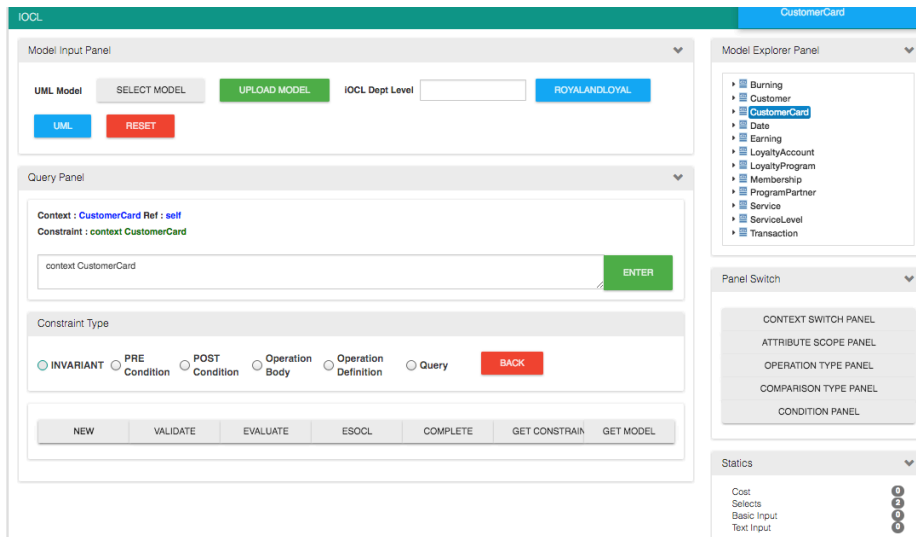 IOCL
CustomerCard
Model Input Panel
UML Model SELECT MODEL UPLOAD MODEL iOCL Dept Level ROYALANDLOYAL
UML RESET
Query Panel
Context : CustomerCard Ref : self
Constraint : context CustomerCard
context CustomerCard
ENTER
Constraint Type
INVARIANT PRE Condition POST Condition Operation Body Operation Definition Query BACK
NEW VALIDATE EVALUATE ESOCL COMPLETE GET CONSTRAIN GET MODEL
Model Explorer Panel
Burning
Customer
CustomerCard
Date
Earning
LoyaltyAccount
LoyaltyProgram
Membership
ProgramPartner
Service
ServiceLevel
Transaction
Panel Switch
CONTEXT SWITCH PANEL
ATTRIBUTE SCOPE PANEL
OPERATION TYPE PANEL
COMPARISON TYPE PANEL
CONDITION PANEL
Statics
Cost 0
Selects 2
Basic Input 0
Text Input 0